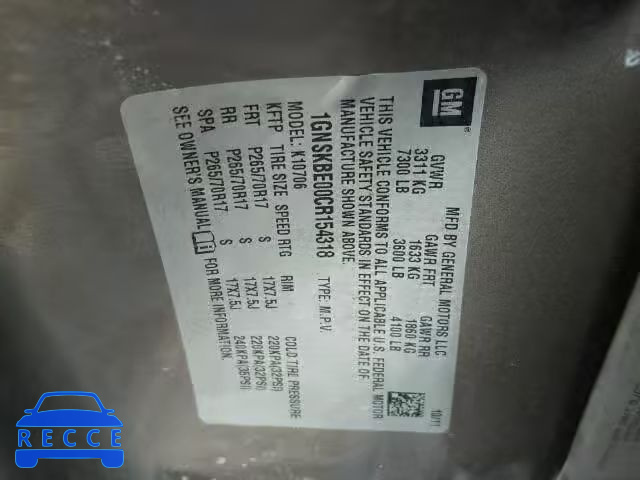 GM
MFD BY GENERAL MOTORS LLC
GVWR GAWR FRT GAWR RR
3311 KG 1633 KG 1860 KG
7300 LB 3600 LB 4100 LB
10/11
THIS VEHICLE CONFORMS TO ALL APPLICABLE U.S. FEDERAL MOTOR
VEHICLE SAFETY STANDARDS IN EFFECT ON THE DATE OF
MANUFACTURE SHOWN ABOVE.
1GNSKBE00CR154318 TYPE: M.P.V.
MODEL: K10706
KFTP TIRE SIZE SPEED RTG RIM COLD TIRE PRESSURE
FRT P265/70R17 S 17X7.5J 220KPA(32PSI)
RR P265/70R17 S 17X7.5J 220KPA(32PSI)
SPA P265/70R17 S 17X7.5J 240KPA(35PSI)
SEE OWNER'S MANUAL FOR MORE INFORMATION.
RECCE